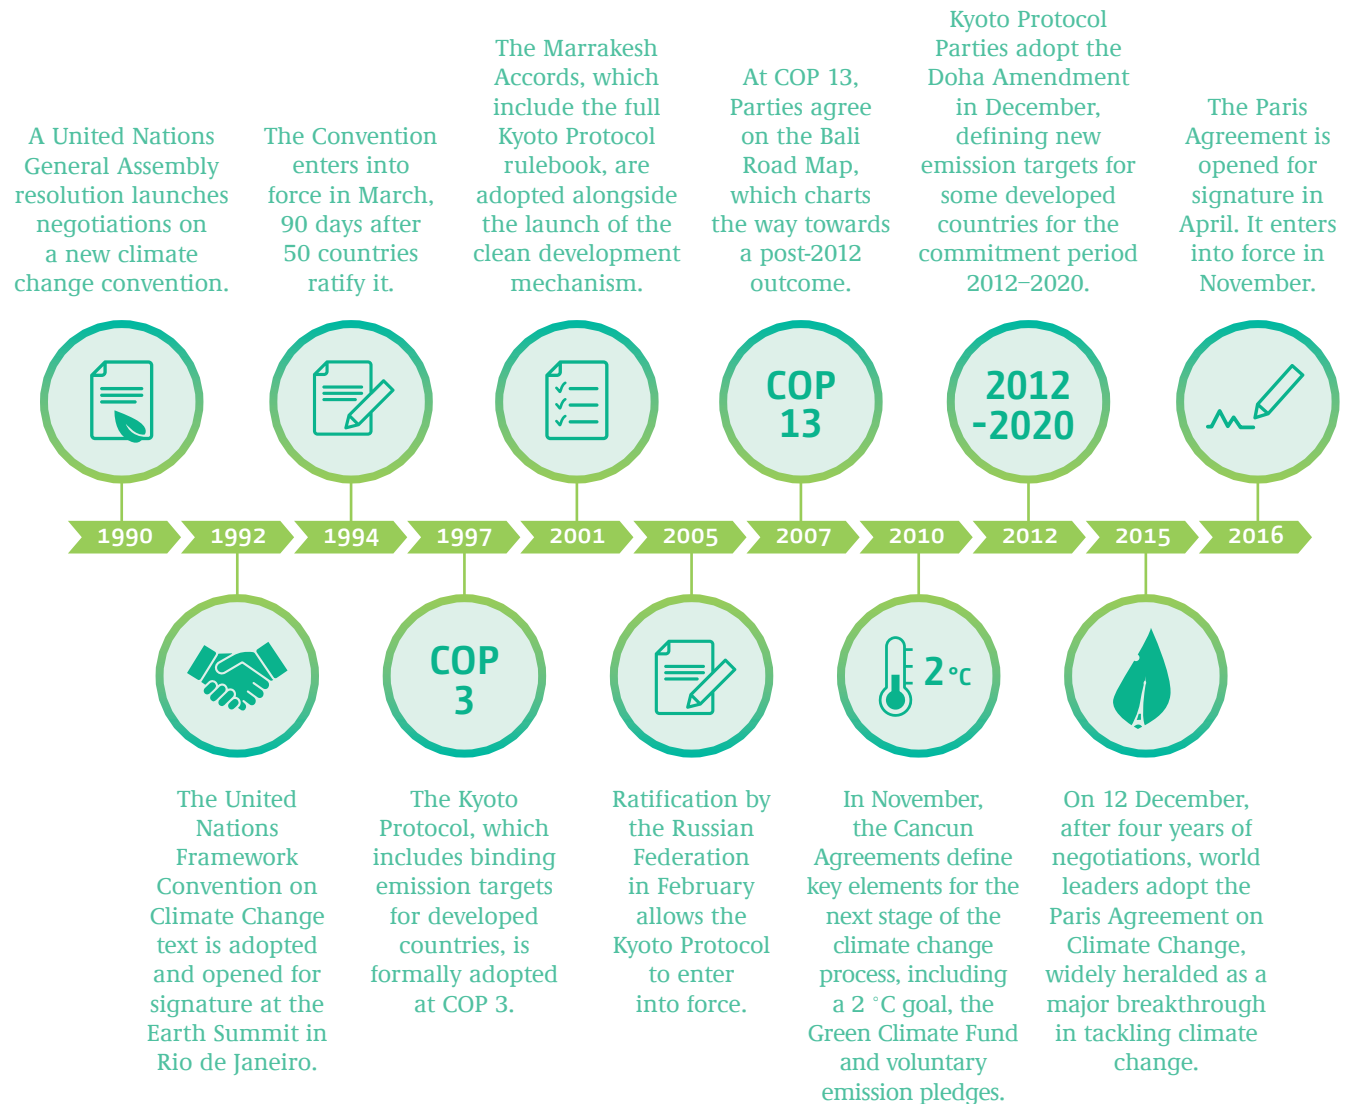 A United Nations
General Assembly
resolution launches
negotiations on
a new climate
change convention.
The Convention
enters into
force in March,
90 days after
50 countries
ratify it.
The Marrakesh
Accords, which
include the full
Kyoto Protocol
rulebook, are
adopted alongside
the launch of the
clean development
mechanism.
At COP 13,
Parties agree
on the Bali
Road Map,
which charts
the way towards
a post-2012
outcome.
Kyoto Protocol
Parties adopt the
Doha Amendment
in December,
defining new
emission targets for
some developed
countries for the
commitment period
2012–2020.
The Paris
Agreement is
opened for
signature in
April. It enters
into force in
November.
COP
13
2012
-2020
1990
1992
1994
1997
2001
2005
2007
2010
2012
2015
2016
COP
3
2 °C
The United
Nations
Framework
Convention on
Climate Change
text is adopted
and opened for
signature at the
Earth Summit in
Rio de Janeiro.
The Kyoto
Protocol, which
includes binding
emission targets
for developed
countries, is
formally adopted
at COP 3.
Ratification by
the Russian
Federation
in February
allows the
Kyoto Protocol
to enter
into force.
In November,
the Cancun
Agreements define
key elements for the
next stage of the
climate change
process, including
a 2 °C goal, the
Green Climate Fund
and voluntary
emission pledges.
On 12 December,
after four years of
negotiations, world
leaders adopt the
Paris Agreement on
Climate Change,
widely heralded as a
major breakthrough
in tackling climate
change.